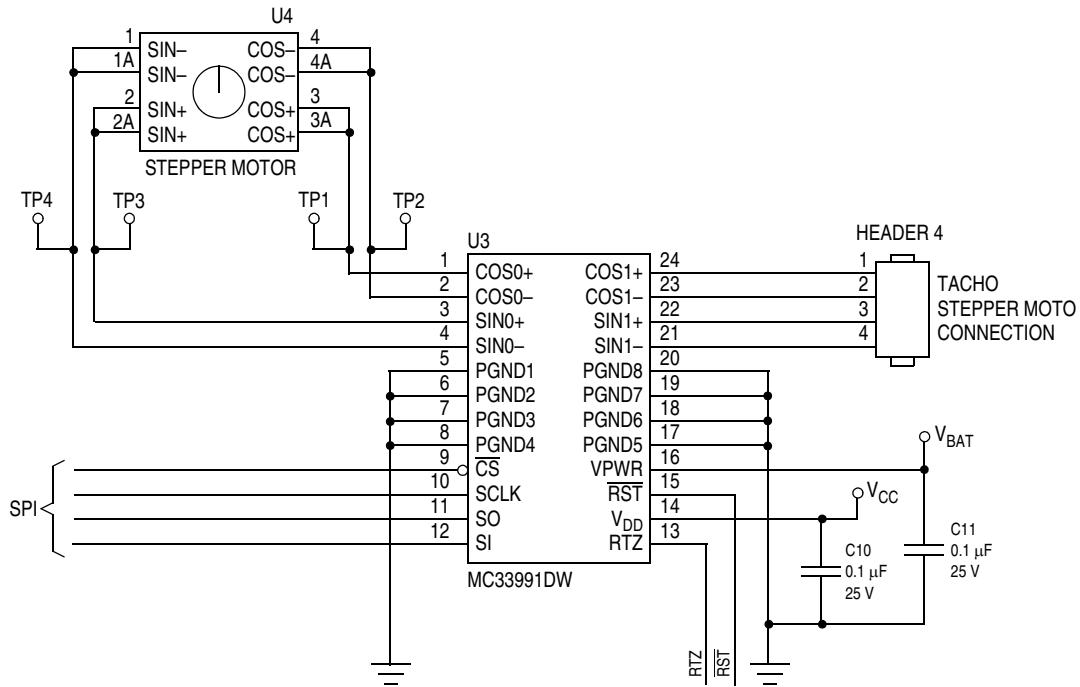 U4
1 SIN– COS– 4
1A SIN– COS– 4A
2 SIN+ COS+ 3
2A SIN+ COS+ 3A
STEPPER MOTOR
TP4 TP3 TP1 TP2
U3
HEADER 4
1 COS0+ COS1+ 24 1
2 COS0– COS1– 23 2
3 SIN0+ SIN1+ 22 3
4 SIN0– SIN1– 21 4
TACHO
STEPPER MOTO
CONNECTION
5 PGND1 PGND8 20
6 PGND2 PGND7 19
7 PGND3 PGND6 18
8 PGND4 PGND5 17
9 CS VPWR 16
10 SCLK RST 15
11 SO VDD 14
12 SI RTZ 13
SPI
MC33991DW
VBAT
VCC
C10
0.1 μF
25 V
C11
0.1 μF
25 V
RTZ
RST